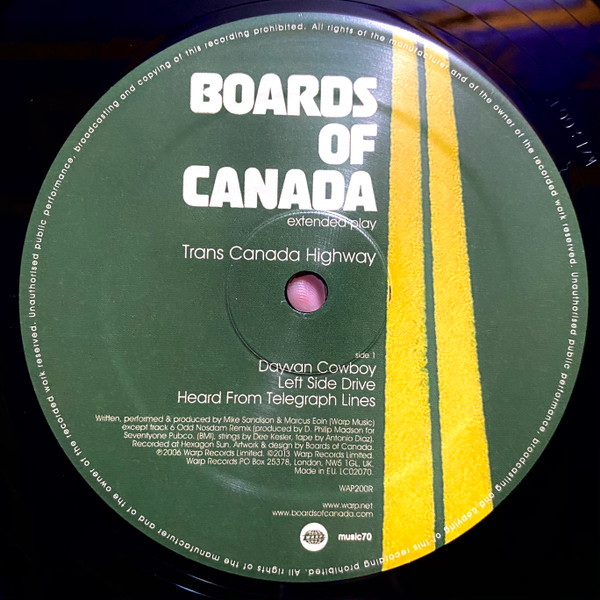 BOARDS
OF
CANADA
extended play
Trans Canada Highway
side 1
Dayvan Cowboy
Left Side Drive
Heard From Telegraph Lines
Written, performed & produced by Mike Sandison & Marcus Eoin (Warp Music)
except track 6 Odd Nosdam Remix (produced by D. Philip Madson for
Seventyone Pubco. (BMI), strings by Dee Kesler, tape by Antonio Diaz).
Recorded at Hexagon Sun. Artwork & design by Boards of Canada.
℗2006 Warp Records Limited. ©2013 Warp Records Limited.
Warp Records PO Box 25378, London, NW5 1GL, UK.
Made in EU. LC02070.
WAP200R
www.warp.net
www.boardsofcanada.com
music70
All rights of the manufacturer and of the owner of the recorded work reserved. Unauthorised public performance, broadcasting and copying of this recording prohibited. All rights of the manufacturer and of the owner of the recorded work reserved. Unauthorised public performance, broadcasting and copying of this recording prohibited.